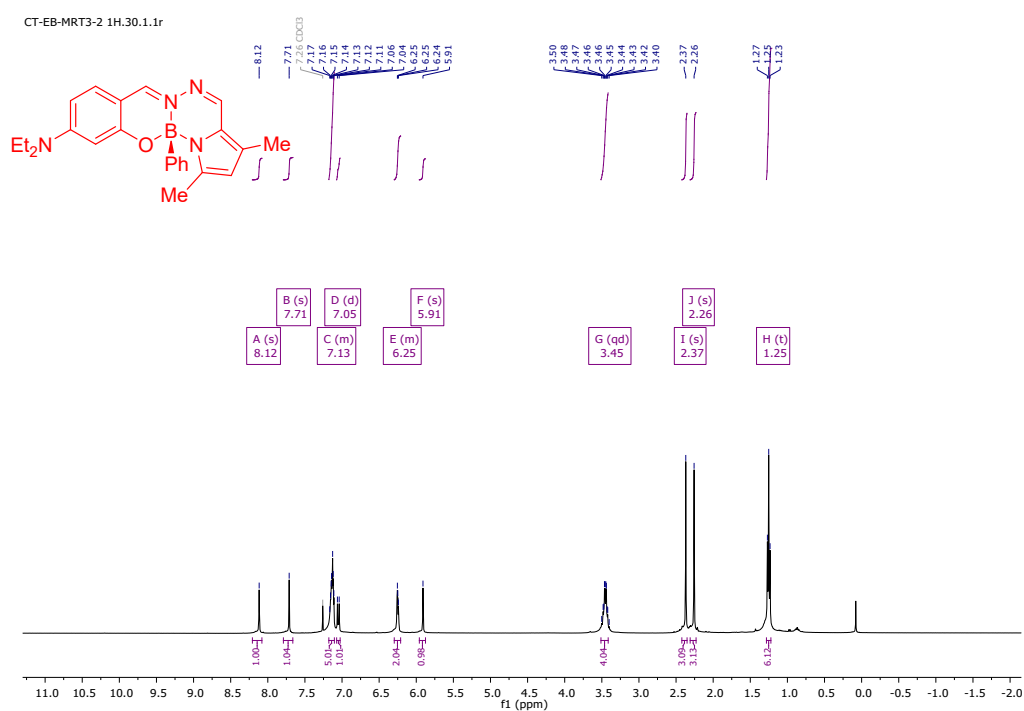 CT-EB-MRT3-2 1H.30.1.1r
8.12
7.71
7.26 CDCl3
7.17
7.16
7.15
7.14
7.13
7.12
7.11
7.06
7.04
6.25
6.25
6.24
5.91
3.50
3.48
3.47
3.46
3.46
3.45
3.44
3.43
3.42
3.40
2.37
2.26
1.27
1.25
1.23
N
N
B
N
O
Et2N
Ph
Me
Me
B (s)
7.71
D (d)
7.05
F (s)
5.91
J (s)
2.26
A (s)
8.12
C (m)
7.13
E (m)
6.25
G (qd)
3.45
I (s)
2.37
H (t)
1.25
1.00
1.04
5.01
1.01
2.04
0.98
4.04
3.09
3.13
6.12
11.0 10.5 10.0 9.5 9.0 8.5 8.0 7.5 7.0 6.5 6.0 5.5 5.0 4.5 4.0 3.5 3.0 2.5 2.0 1.5 1.0 0.5 0.0 -0.5 -1.0 -1.5 -2.0
f1 (ppm)